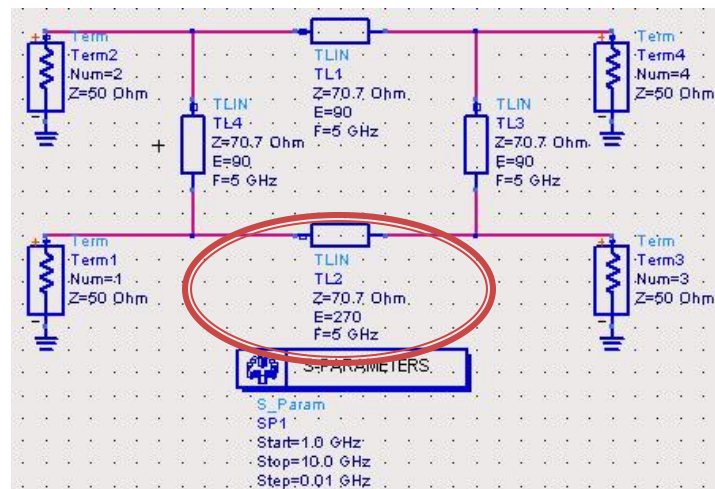 Term
Term2
Num=2
Z=50 Ohm
TLIN
TL1
Z=70.7 Ohm
E=90
F=5 GHz
Term
Term4
Num=4
Z=50 Ohm
TLIN
TL4
Z=70.7 Ohm
E=90
F=5 GHz
TLIN
TL3
Z=70.7 Ohm
E=90
F=5 GHz
Term
Term1
Num=1
Z=50 Ohm
TLIN
TL2
Z=70.7 Ohm
E=270
F=5 GHz
Term
Term3
Num=3
Z=50 Ohm
S-PARAMETERS
S_Param
SP1
Start=1.0 GHz
Stop=10.0 GHz
Step=0.01 GHz